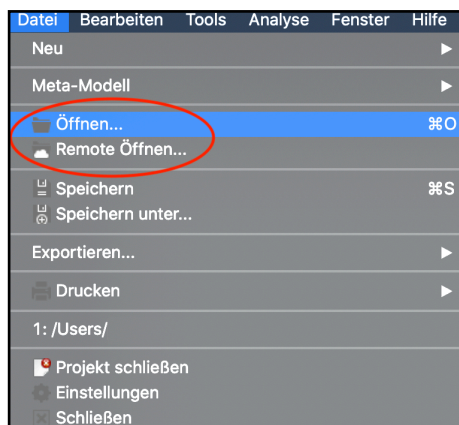 Datei Bearbeiten Tools Analyse Fenster Hilfe
Neu
Meta-Modell
Öffnen... ⌘O
Remote Öffnen...
Speichern ⌘S
Speichern unter...
Exportieren...
Drucken
1: /Users/
Projekt schließen
Einstellungen
Schließen